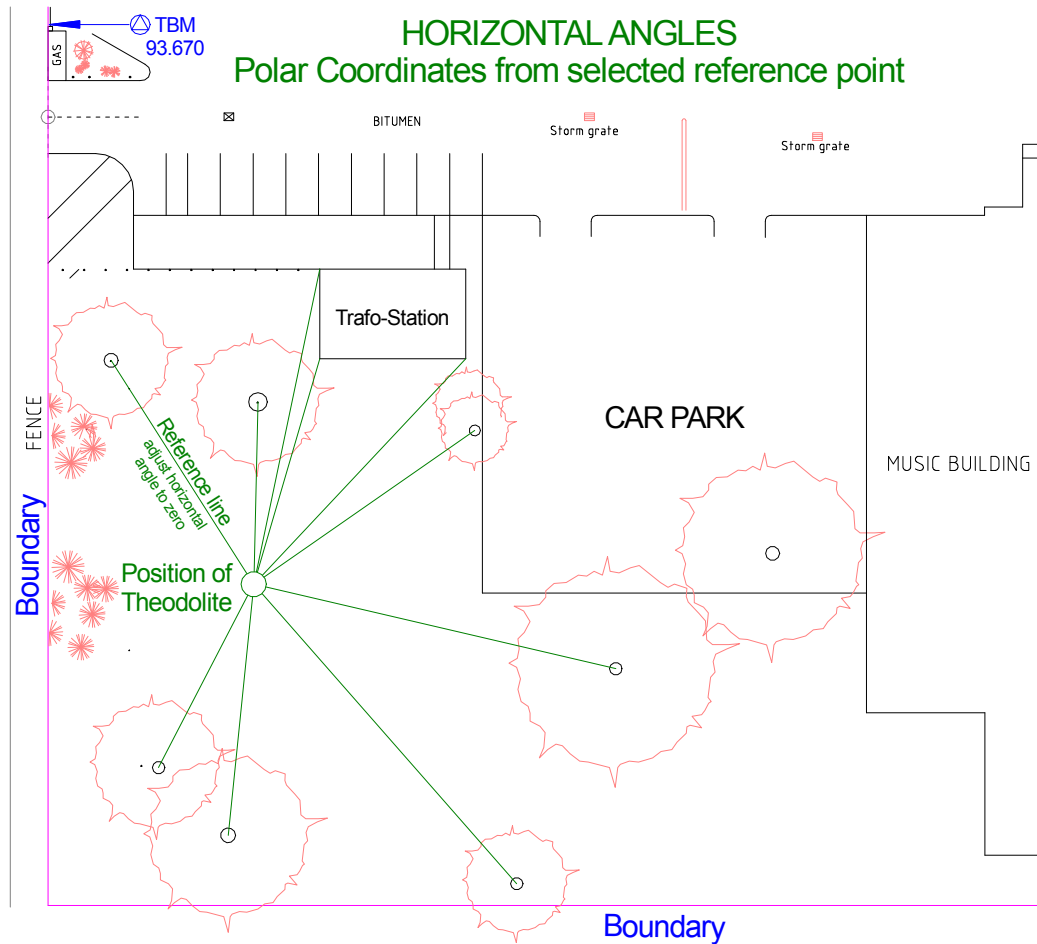 HORIZONTAL ANGLES
Polar Coordinates from selected reference point
TBM
93.670
GAS
BITUMEN
Storm grate
Storm grate
Trafo-Station
CAR PARK
MUSIC BUILDING
FENCE
Boundary
Reference line
adjust horizontal
angle to zero
Position of
Theodolite
Boundary